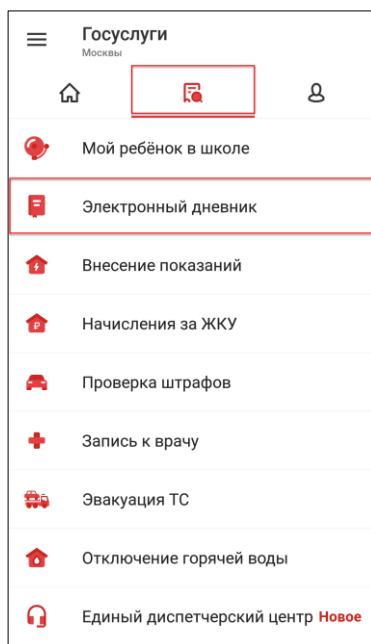 Госуслуги
Москвы
Мой ребёнок в школе
Электронный дневник
Внесение показаний
Начисления за ЖКУ
Проверка штрафов
Запись к врачу
Эвакуация ТС
Отключение горячей воды
Единый диспетчерский центр Новое